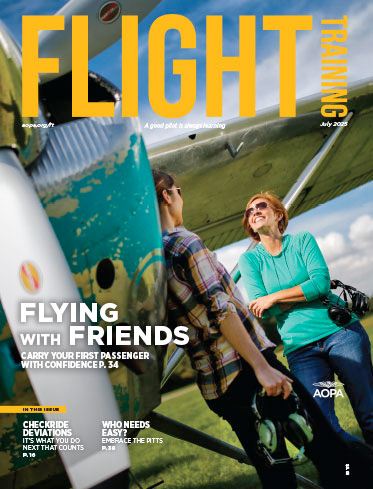 FLIGHT
TRAINING
aopa.org/ft
A good pilot is always learning
July 2025
FLYING
WITH FRIENDS
CARRY YOUR FIRST PASSENGER
WITH CONFIDENCE P. 34
AOPA
IN THIS ISSUE
CHECKRIDE
DEVIATIONS
IT'S WHAT YOU DO
NEXT THAT COUNTS
P. 16
WHO NEEDS
EASY?
EMBRACE THE PITTS